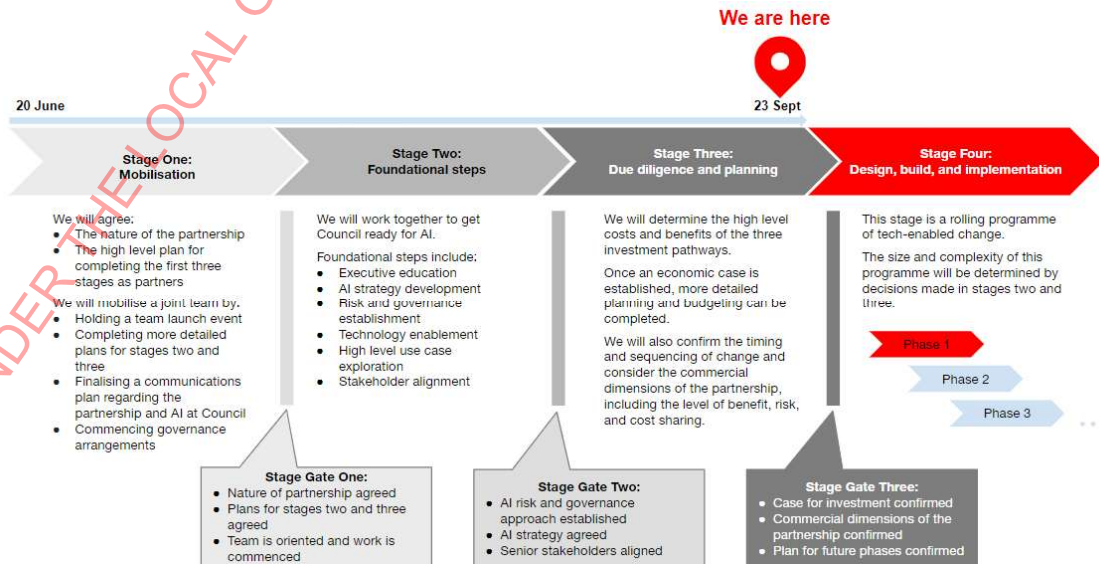 We are here
20 June
23 Sept
Stage One:
Mobilisation
Stage Two:
Foundational steps
Stage Three:
Due diligence and planning
Stage Four:
Design, build, and implementation
We will agree:
● The nature of the partnership
● The high level plan for
completing the first three
stages as partners
We will mobilise a joint team by:
● Holding a team launch event
● Completing more detailed
plans for stages two and
three
● Finalising a communications
plan regarding the
partnership and AI at Council
● Commencing governance
arrangements
We will work together to get
Council ready for AI.
Foundational steps include:
● Executive education
● AI strategy development
● Risk and governance
establishment
● Technology enablement
● High level use case
exploration
● Stakeholder alignment
We will determine the high level
costs and benefits of the three
investment pathways.
Once an economic case is
established, more detailed
planning and budgeting can be
completed.
We will also confirm the timing
and sequencing of change and
consider the commercial
dimensions of the partnership,
including the level of benefit, risk,
and cost sharing.
This stage is a rolling programme
of tech-enabled change.
The size and complexity of this
programme will be determined by
decisions made in stages two and
three.
Phase 1
Phase 2
Phase 3
Stage Gate One:
● Nature of partnership agreed
● Plans for stages two and three
agreed
● Team is oriented and work is
commenced
Stage Gate Two:
● AI risk and governance
approach established
● AI strategy agreed
● Senior stakeholders aligned
Stage Gate Three:
● Case for investment confirmed
● Commercial dimensions of the
partnership confirmed
● Plan for future phases confirmed
THE LOCAL